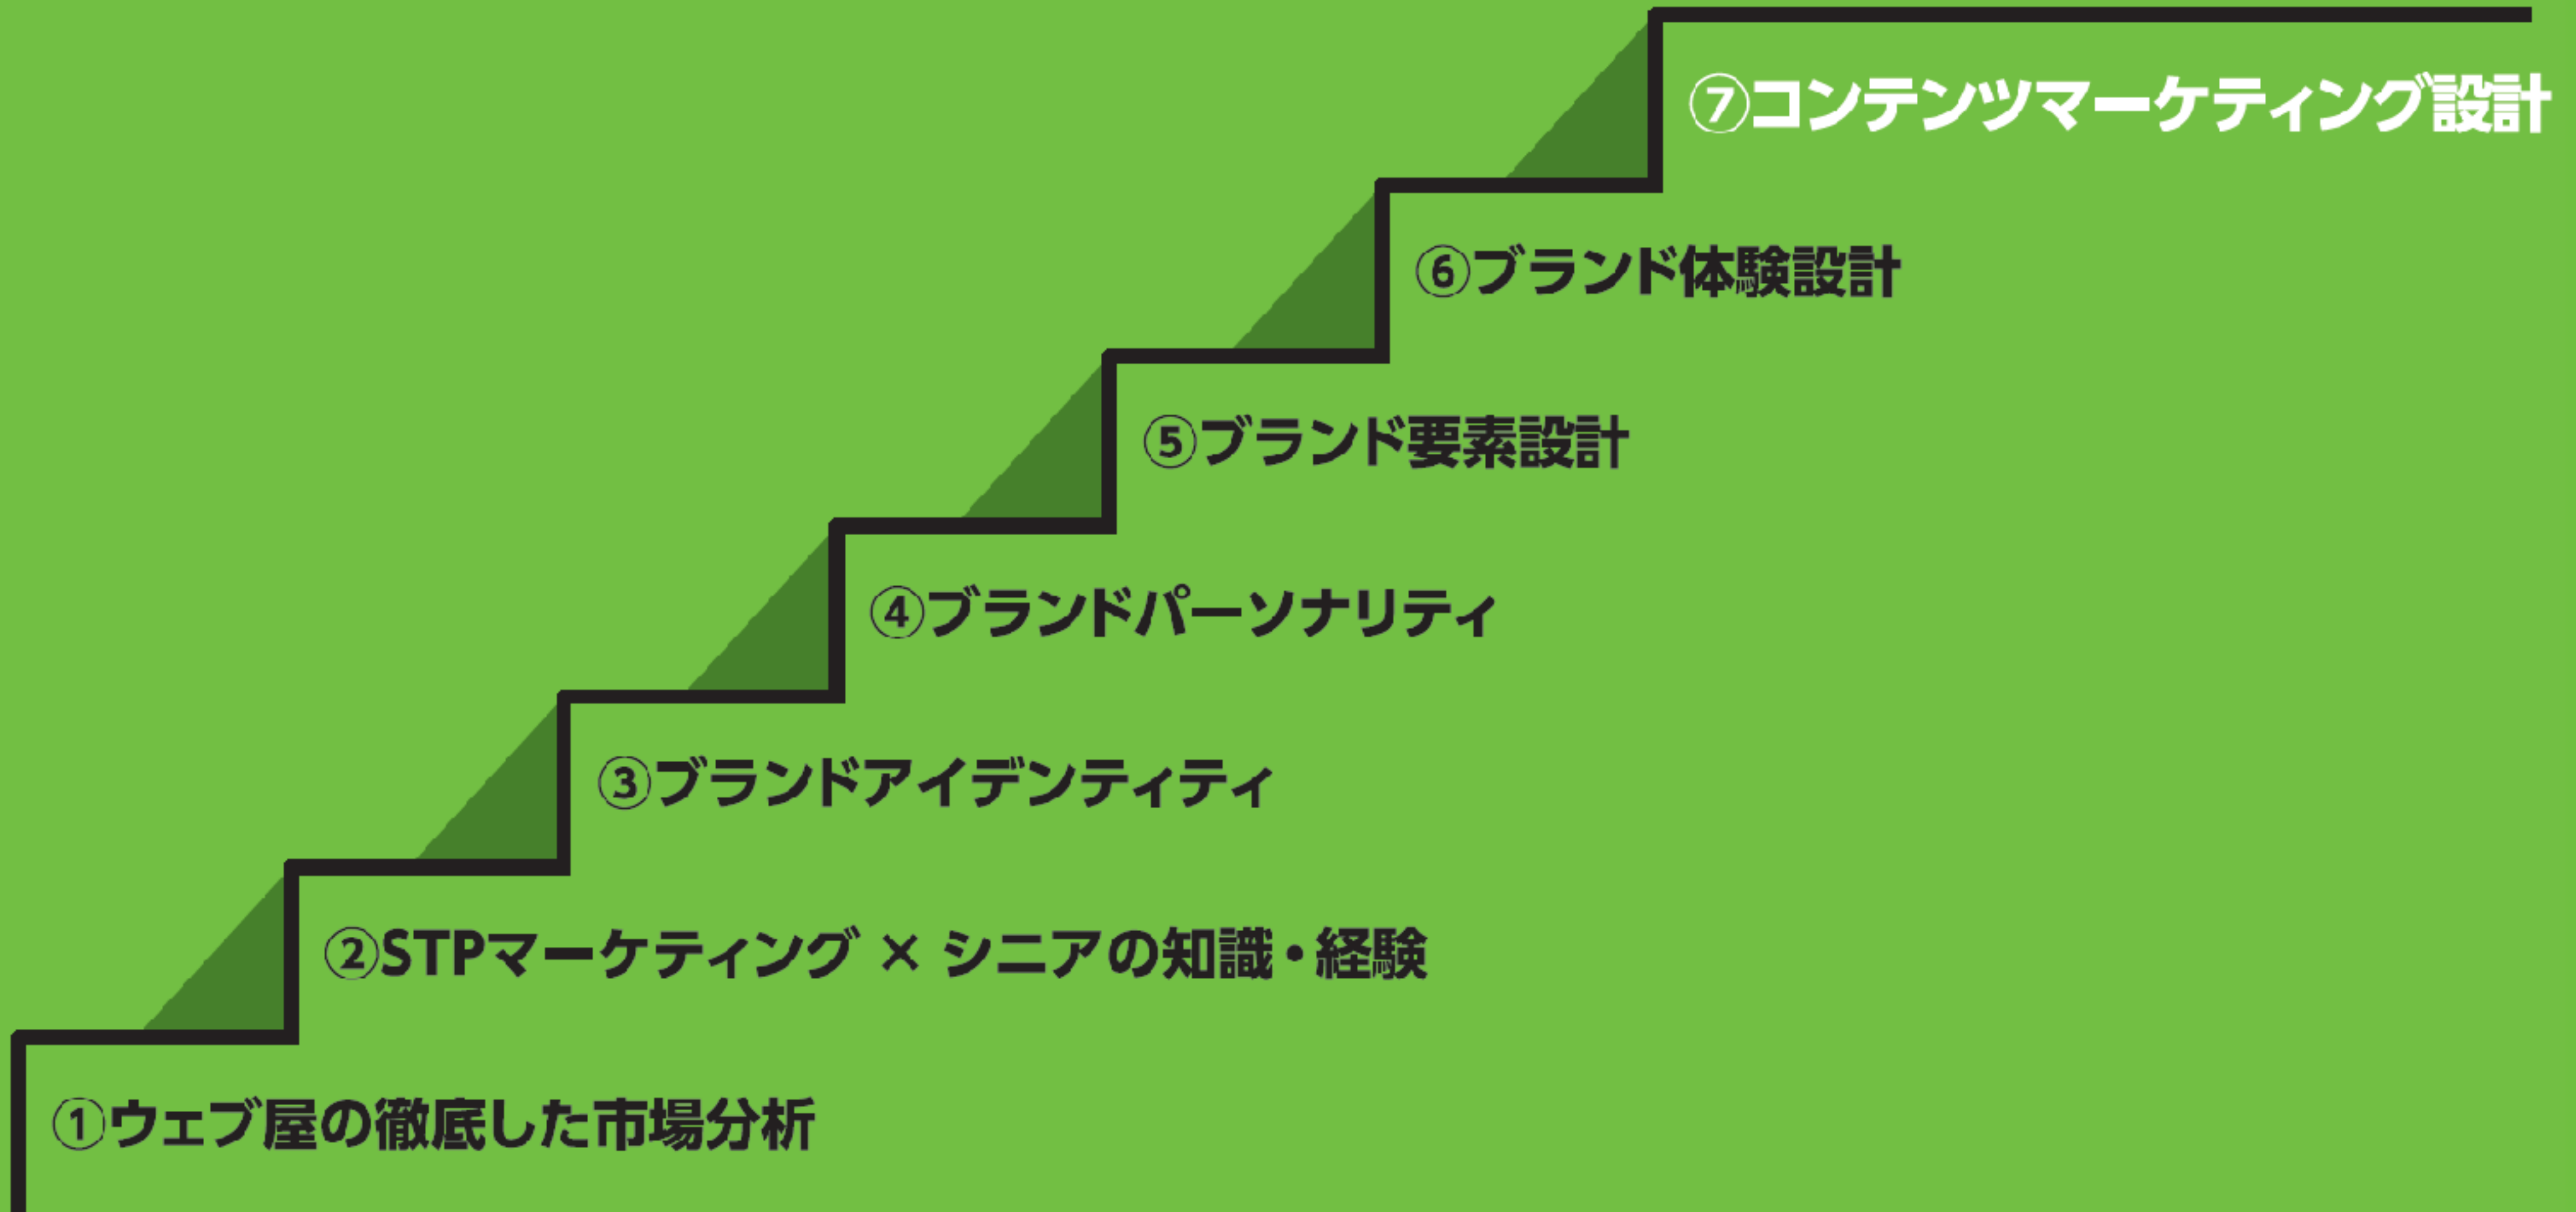 ⑦コンテンツマーケティング設計
⑥ブランド体験設計
⑤ブランド要素設計
④ブランドパーソナリティ
③ブランドアイデンティティ
②STPマーケティング × シニアの知識・経験
①ウェブ屋の徹底した市場分析